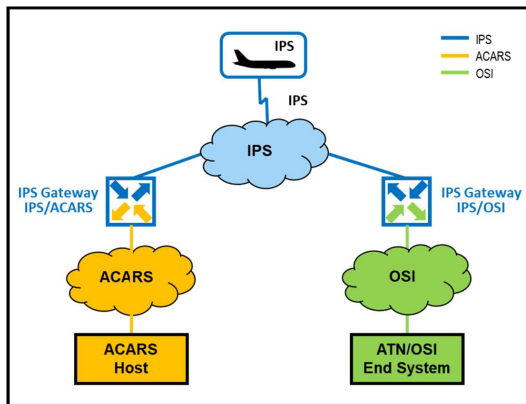 IPS
IPS
ACARS
OSI
IPS
IPS
IPS Gateway
IPS/ACARS
IPS Gateway
IPS/OSI
ACARS
OSI
ACARS
Host
ATN/OSI
End System